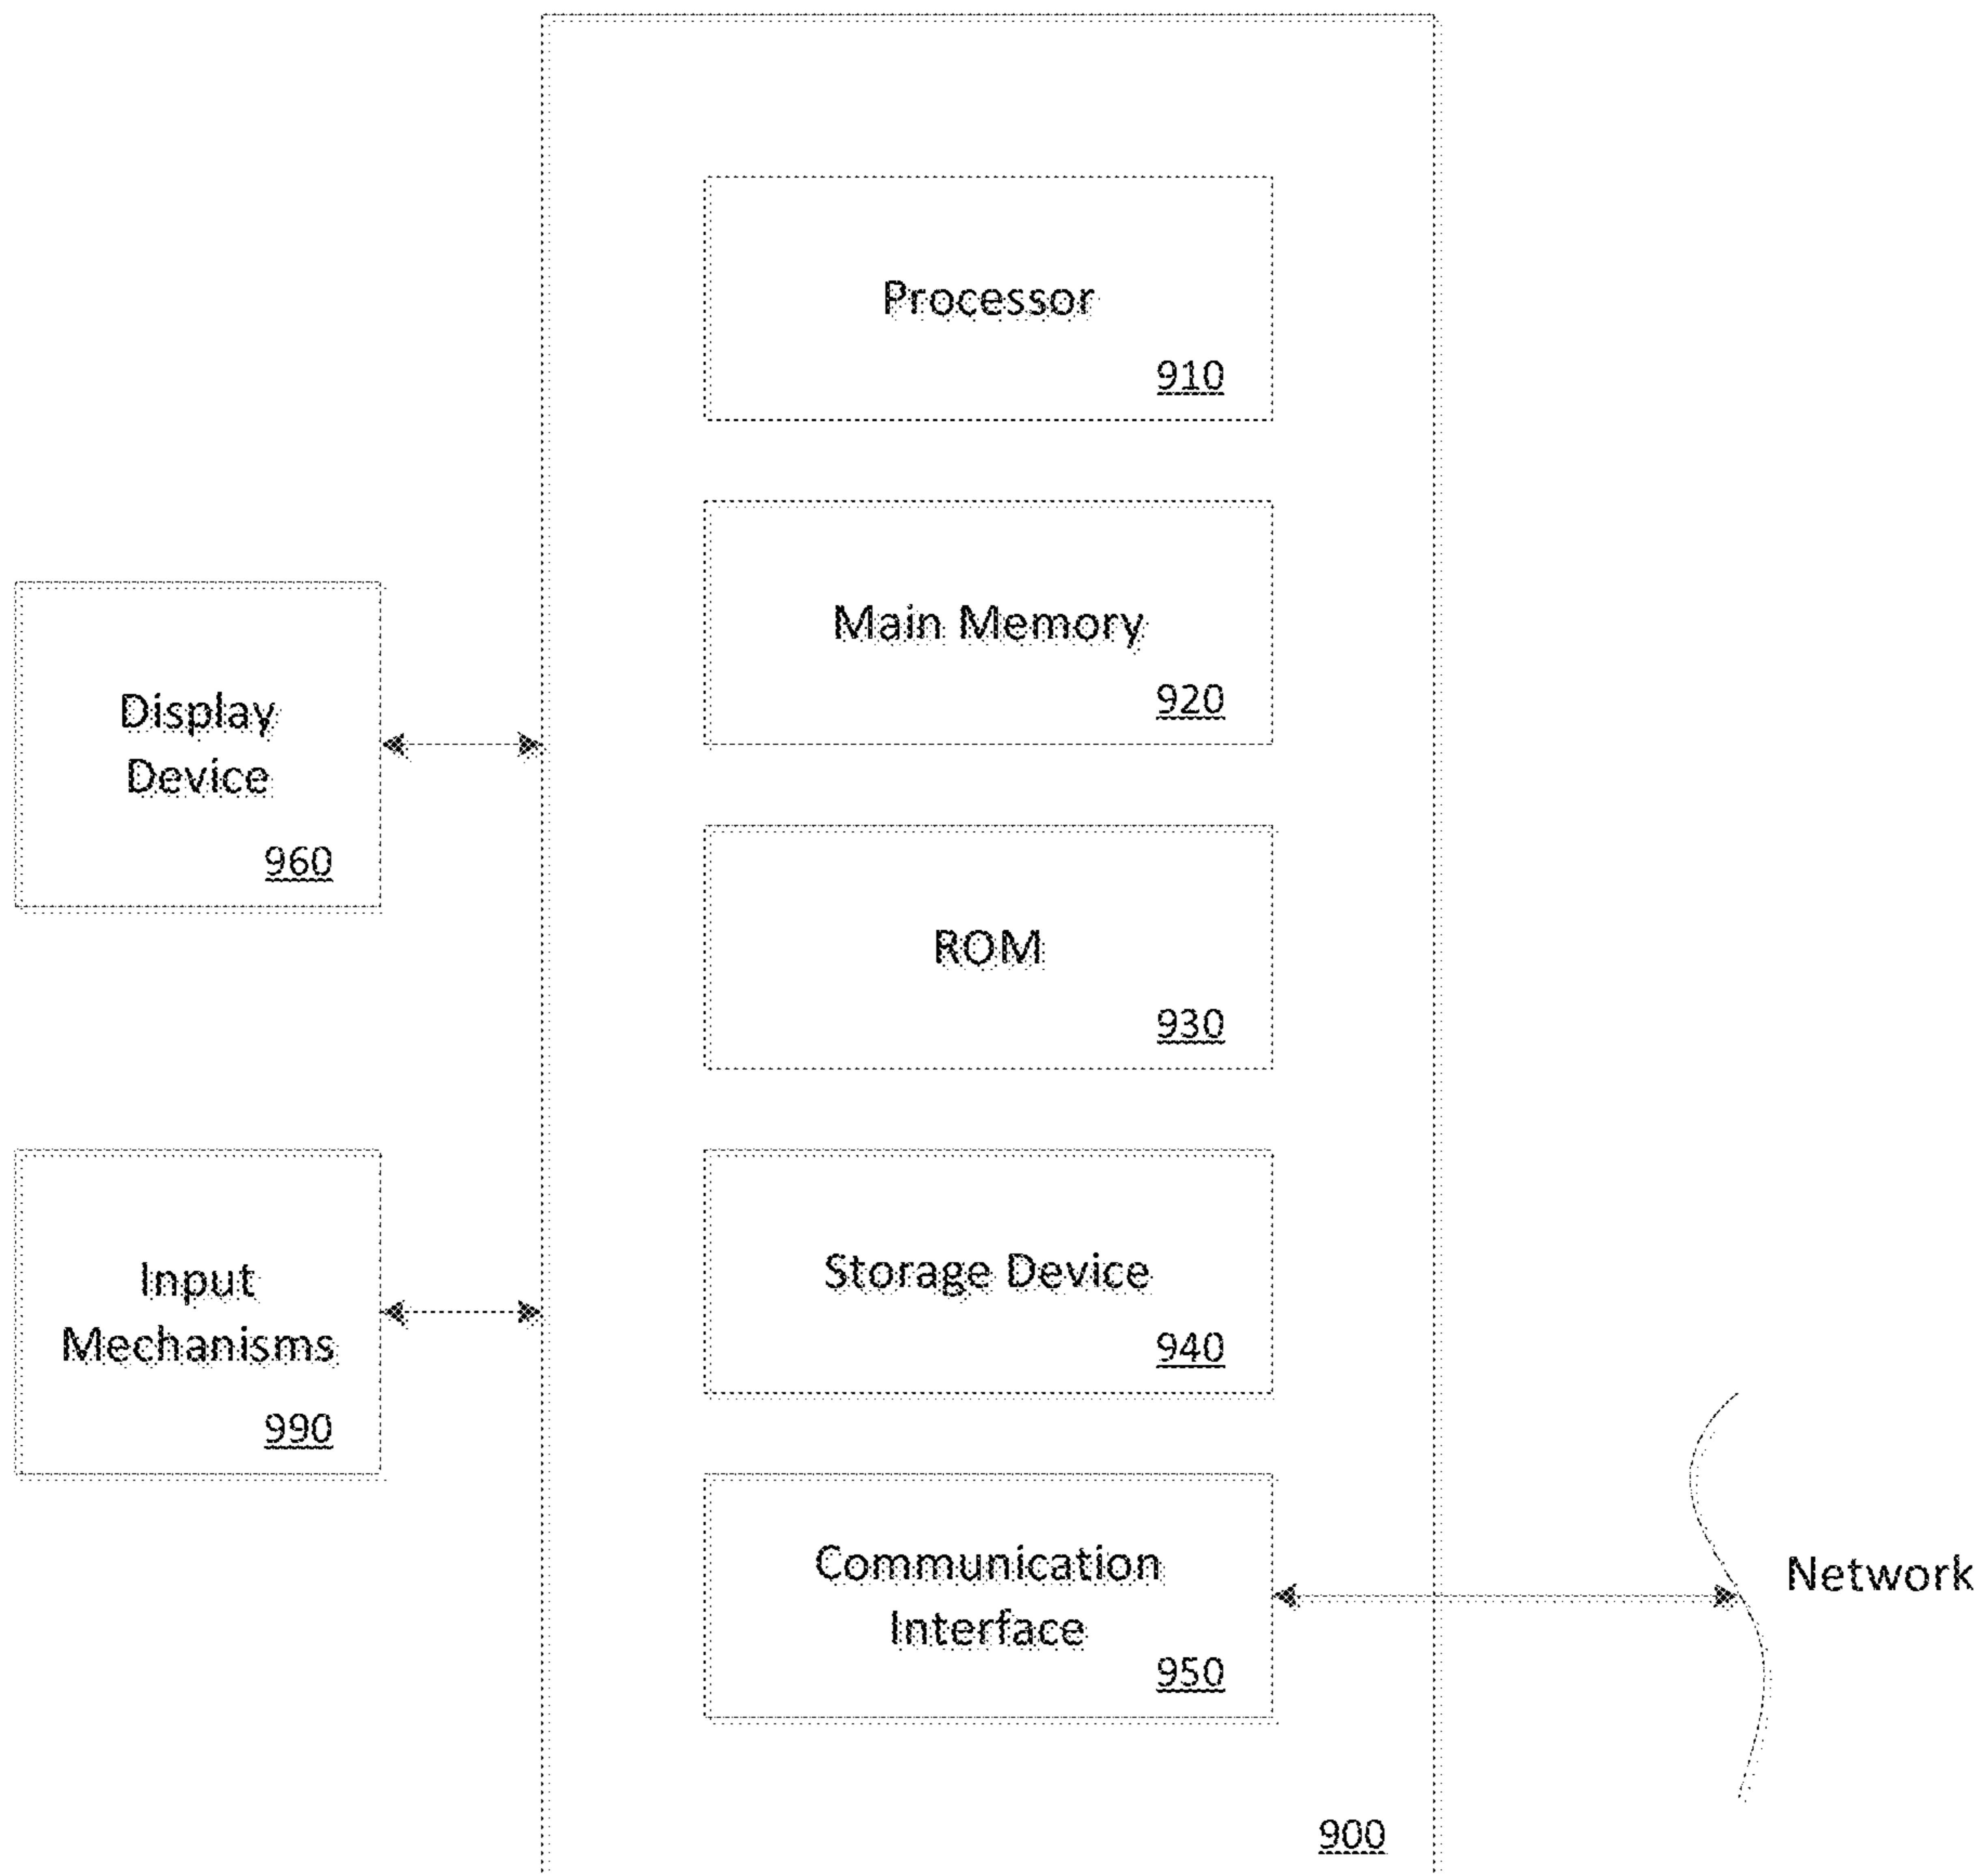 Processor
910
Main Memory
920
Display
Device
960
ROM
930
Input
Mechanisms
990
Storage Device
940
Communication
Interface
950
Network
900